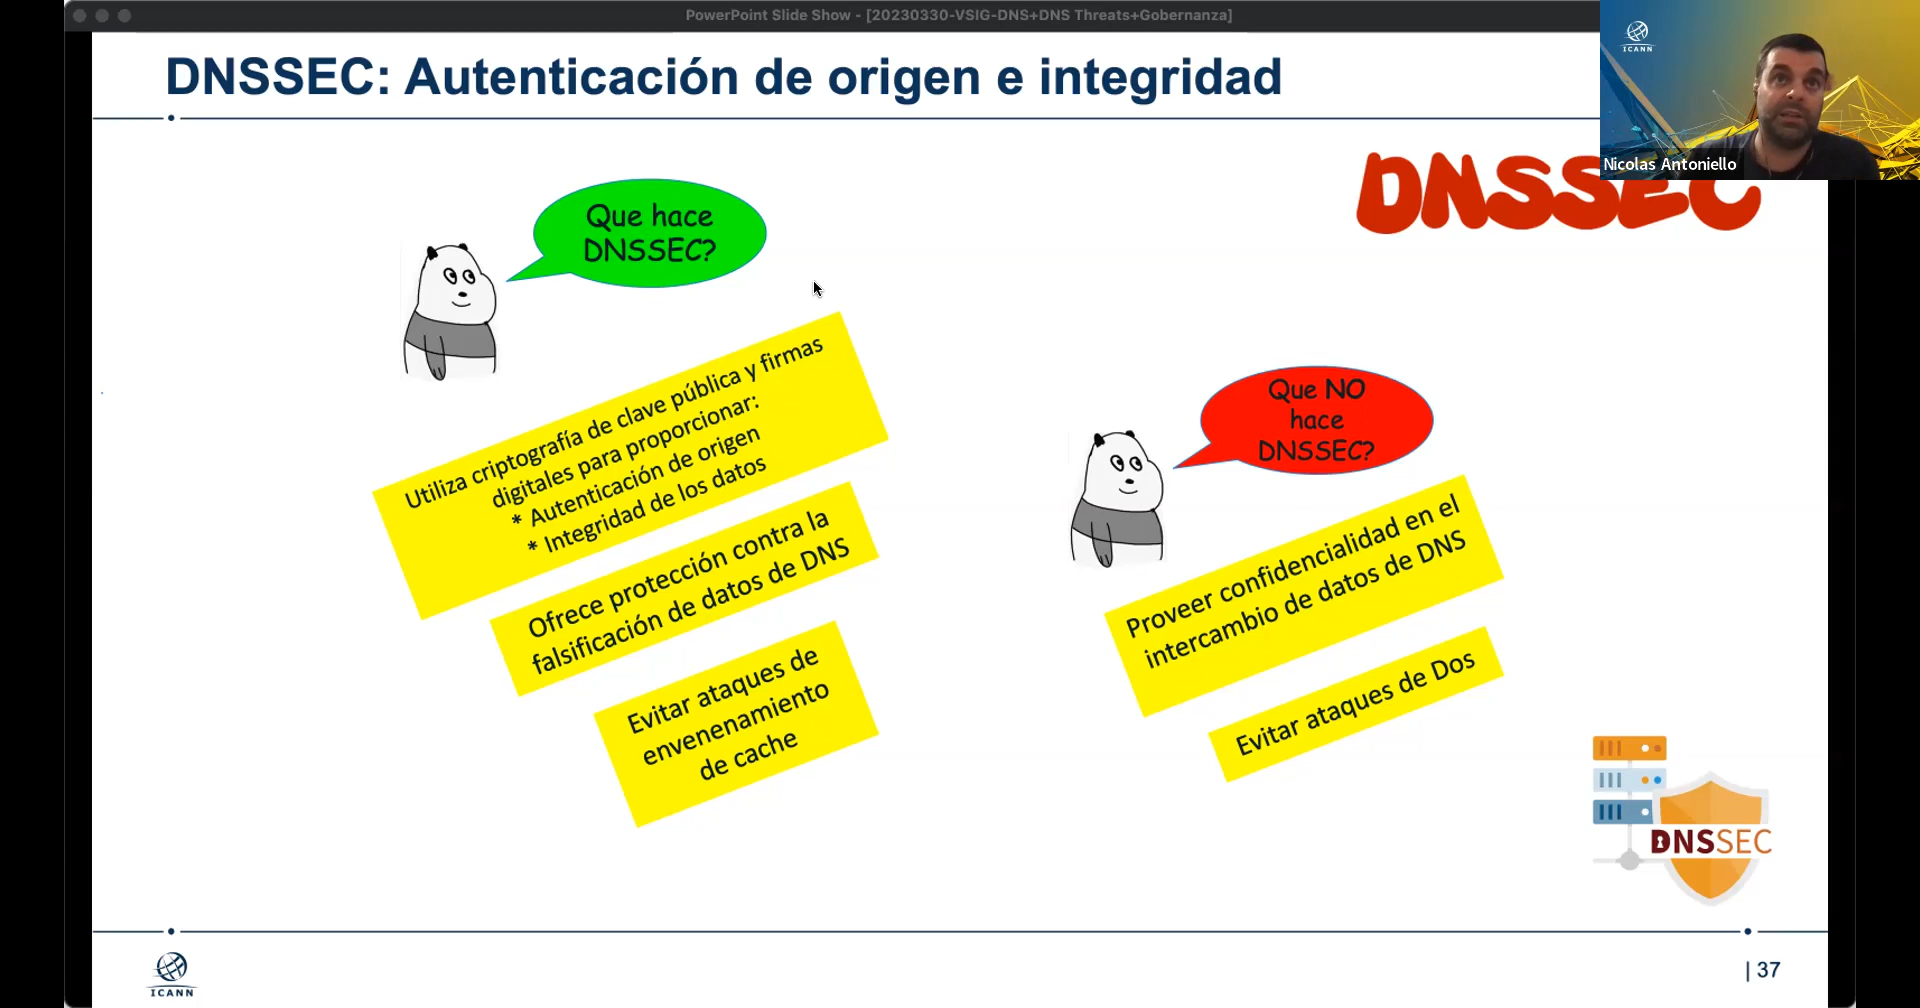 PowerPoint Slide Show - [20230330-VSIG-DNS+DNS Threats+Gobernanza]
ICANN
Nicolas Antoniello
DNSSEC: Autenticación de origen e integridad
DNSSEC
Que hace
DNSSEC?
Utiliza criptografía de clave pública y firmas
digitales para proporcionar:
* Autenticación de origen
* Integridad de los datos
Ofrece protección contra la
falsificación de datos de DNS
Evitar ataques de
envenenamiento
de cache
Que NO
hace
DNSSEC?
Proveer confidencialidad en el
intercambio de datos de DNS
Evitar ataques de Dos
DNSSEC
ICANN
| 37